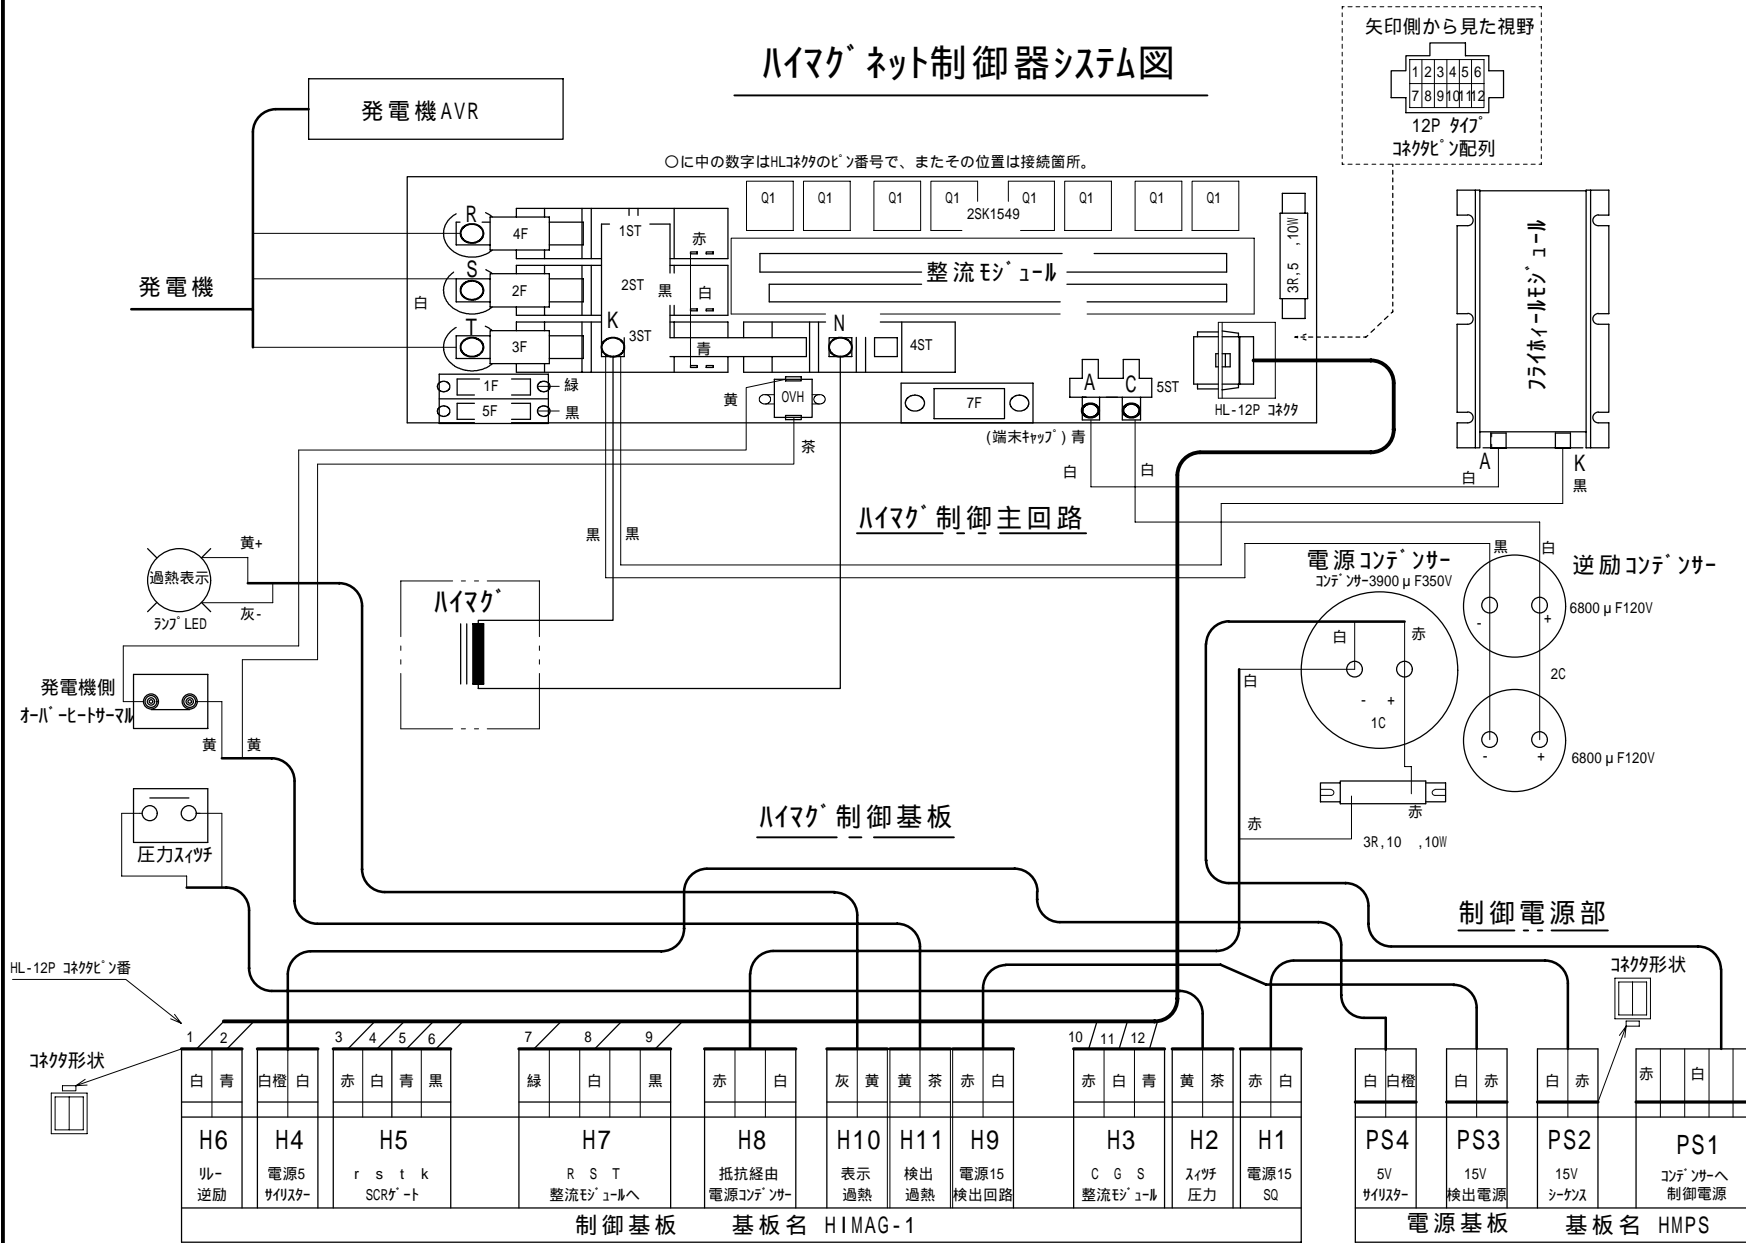 ハイマグネット制御器システム図
矢印側から見た視野
1 2 3 4 5 6
7 8 9 10 11 12
12P タイプ
コネクタピン配列
発電機AVR
○に中の数字はHLコネクタのピン番号で、またその位置は接続箇所。
Q1 Q1 Q1 Q1 Q1 Q1 Q1 Q1
2SK1549
R
4F
1ST
赤
3R,5 ,10W
整流モジュール
フライホイールモジュール
発電機
白
S
2F
2ST
黒
白
T
3F
K
3ST
青
N
4ST
1F
緑
5F
黒
黄
OVH
茶
7F
A C
5ST
HL-12P コネクタ
(端末キャップ)青
白
白
A
白
K
黒
ハイマグ制御主回路
黒
黒
黄+
過熱表示
灰-
ランプLED
ハイマグ
電源コンデンサー
コンデンサー3900μF350V
黒
白
逆励コンデンサー
6800μF120V
- +
白
赤
白
- +
1C
2C
- +
6800μF120V
発電機側
オーバーヒートサーマル
黄
黄
圧力スイッチ
赤
赤
3R,10 ,10W
ハイマグ制御基板
制御電源部
HL-12P コネクタピン番
コネクタ形状
コネクタ形状
1 2 3 4 5 6 7 8 9 10 11 12
白 青 白橙 白 赤 白 青 黒 緑 白 黒 赤 白 灰 黄 黄 茶 赤 白 赤 白 青 黄 茶 赤 白 白 白橙 白 赤 白 赤 赤 白
H6 H4 H5 H7 H8 H10 H11 H9 H3 H2 H1 PS4 PS3 PS2 PS1
リレー 電源5 r s t k R S T 抵抗経由 表示 検出 電源15 C G S スイッチ 電源15 5V 15V 15V コンデンサーへ
逆励 サイリスター SCRゲート 整流モジュールへ 電源コンデンサー 過熱 過熱 検出回路 整流モジュール 圧力 SQ サイリスター 検出電源 シーケンス 制御電源
制御基板 基板名 HIMAG-1 電源基板 基板名 HMPS